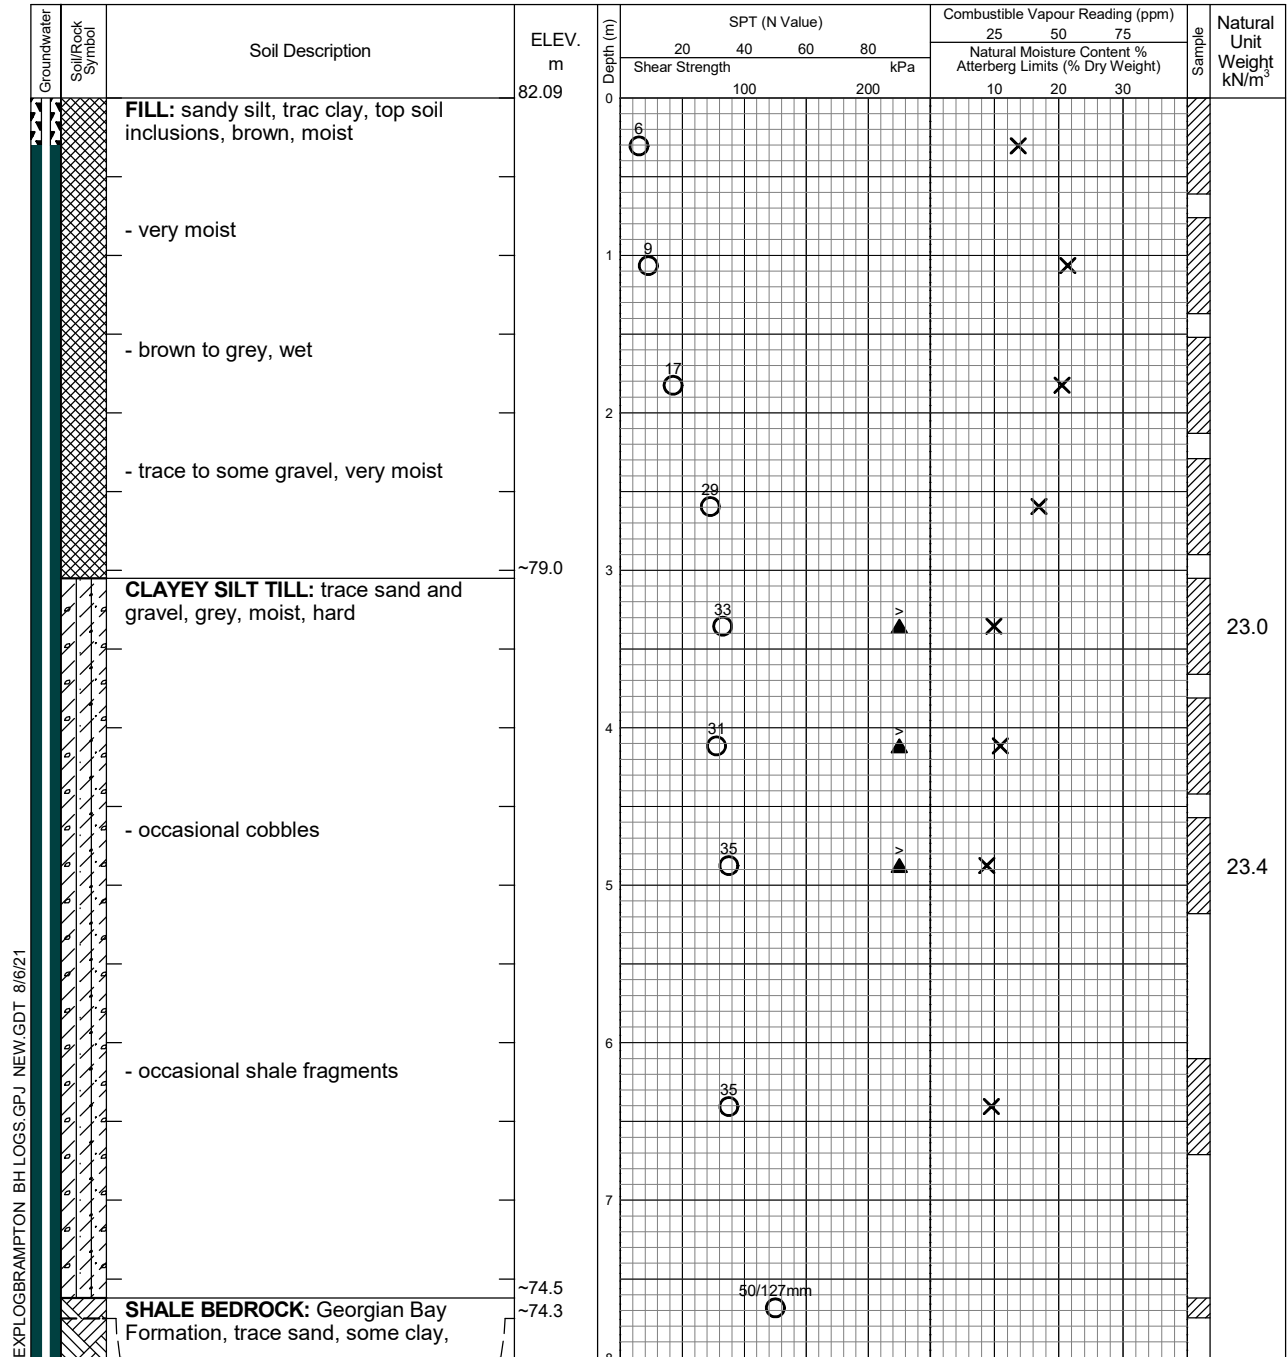 Groundwater
Soil/Rock
Symbol
Soil Description
ELEV.
m
Depth (m)
SPT (N Value)
20 40 60 80
Shear Strength kPa
100 200
Combustible Vapour Reading (ppm)
25 50 75
Natural Moisture Content %
Atterberg Limits (% Dry Weight)
10 20 30
Sample
Natural
Unit
Weight
kN/m³
82.09
0
FILL: sandy silt, trac clay, top soil
inclusions, brown, moist
6
- very moist
9
1
- brown to grey, wet
17
2
- trace to some gravel, very moist
29
~79.0
3
CLAYEY SILT TILL: trace sand and
gravel, grey, moist, hard
33
>
23.0
4
31
>
- occasional cobbles
35
>
23.4
5
6
- occasional shale fragments
35
7
~74.5
50/127mm
SHALE BEDROCK: Georgian Bay
~74.3
Formation, trace sand, some clay,
8
EXPLOGBRAMPTON BH LOGS.GPJ NEW.GDT 8/6/21